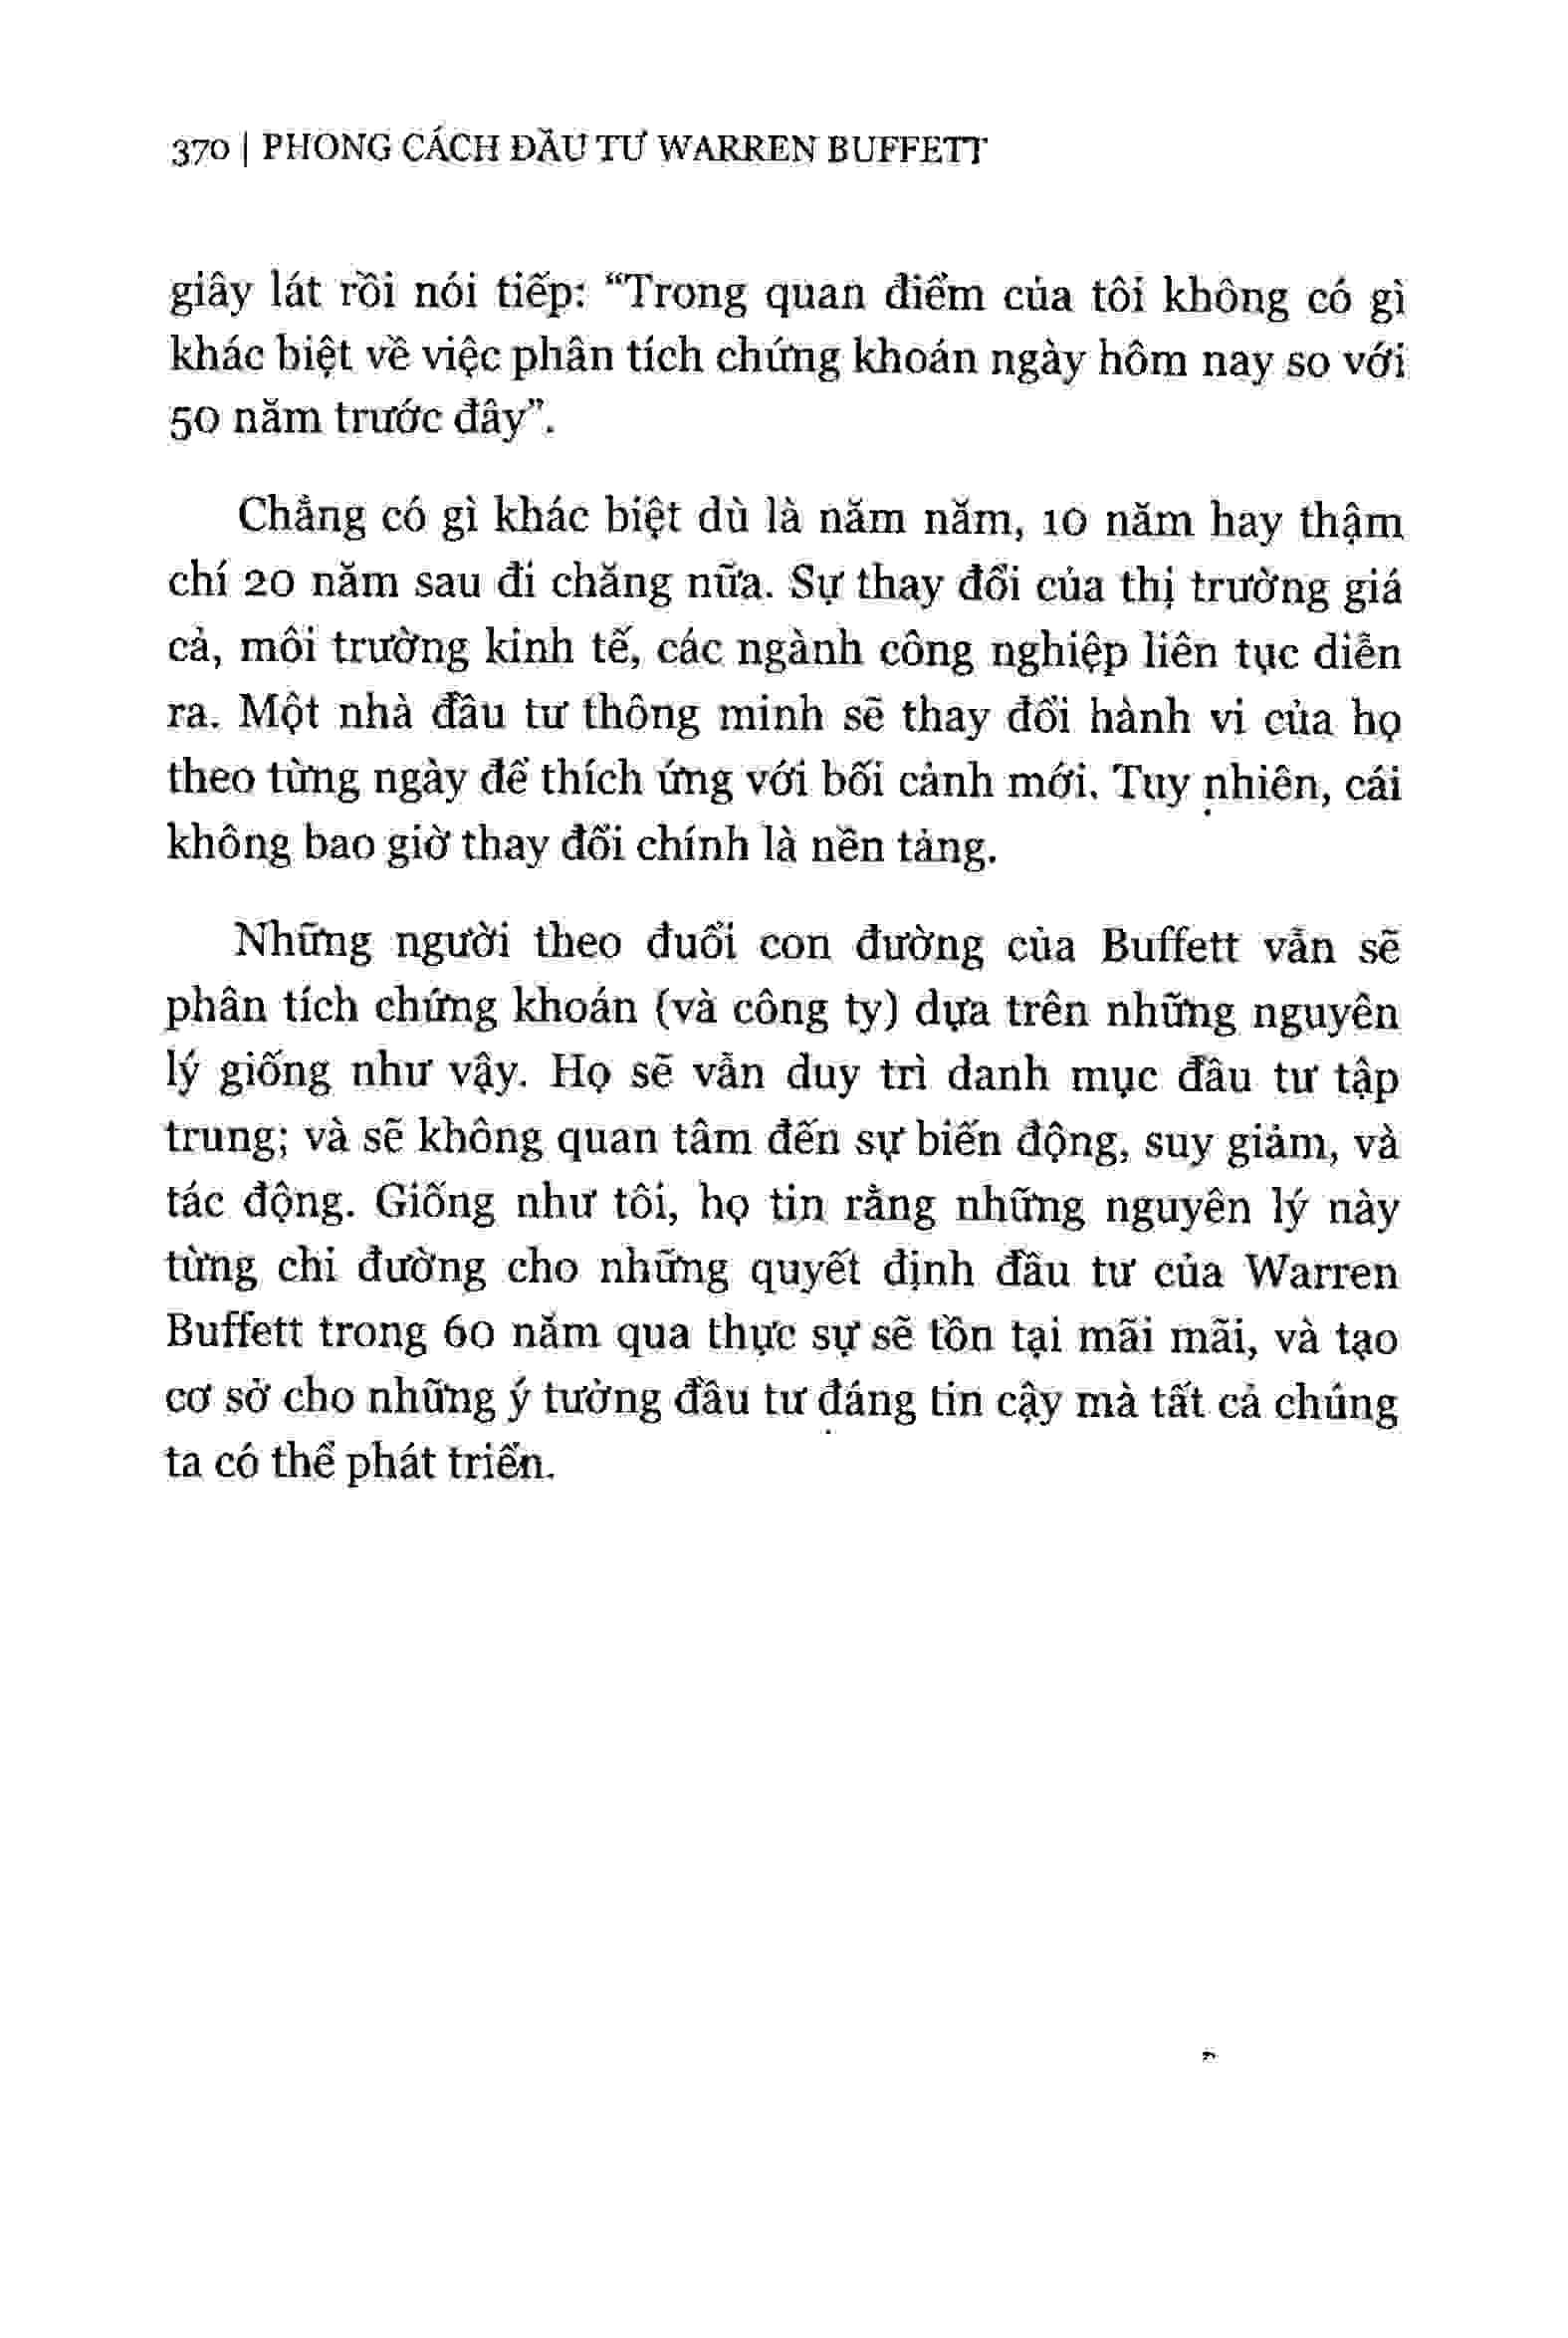 370 | PHONG CÁCH ĐẦU TƯ WARREN BUFFETT
giây lát rồi nói tiếp: “Trong quan điểm của tôi không có gì
khác biệt về việc phân tích chứng khoán ngày hôm nay so với
50 năm trước đây”.
Chẳng có gì khác biệt dù là năm năm, 10 năm hay thậm
chí 20 năm sau đi chăng nữa. Sự thay đổi của thị trường giá
cả, môi trường kinh tế, các ngành công nghiệp liên tục diễn
ra. Một nhà đầu tư thông minh sẽ thay đổi hành vi của họ
theo từng ngày để thích ứng với bối cảnh mới. Tuy nhiên, cái
không bao giờ thay đổi chính là nền tảng.
Những người theo đuổi con đường của Buffett vẫn sẽ
phân tích chứng khoán (và công ty) dựa trên những nguyên
lý giống như vậy. Họ sẽ vẫn duy trì danh mục đầu tư tập
trung; và sẽ không quan tâm đến sự biến động, suy giảm, và
tác động. Giống như tôi, họ tin rằng những nguyên lý này
từng chỉ đường cho những quyết định đầu tư của Warren
Buffett trong 60 năm qua thực sự sẽ tồn tại mãi mãi, và tạo
cơ sở cho những ý tưởng đầu tư đáng tin cậy mà tất cả chúng
ta có thể phát triển.